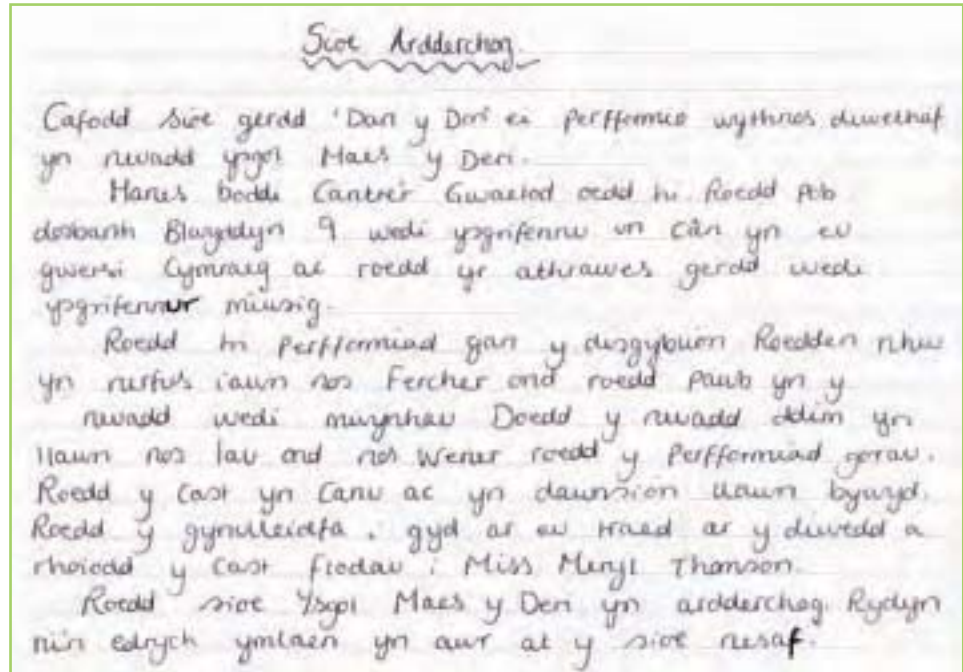 Sioe Ardderchog.
Cafodd sioe gerdd 'Dan y Don' ei perfformio wythnos diwethaf
yn neuadd ysgol Maes y Deri.
Hanes boddi Cantre'r Gwaelod oedd hi Roedd pob
dosbarth Blwyddyn 9 wedi ysgrifennu un cân yn eu
gwersi Cymraeg ac roedd yr athrawes gerdd wedi
ysgrifennur miwsig.
Roedd tri perfformiad gan y disgyblion Roedden nhw
yn nerfus iawn nos Fercher ond roedd pawb yn y
neuadd wedi mwynhau Doedd y neuadd ddim yn
llawn nos Iau ond nos Wener roedd y perfformiad gorau.
Roedd y cast yn canu ac yn dawnsio'n llawn bywyd.
Roedd y gynulleidfa i gyd ar eu traed ar y diwedd a
rhoiodd y cast flodau i Miss Meryl Thomson.
Roedd sioe Ysgol Maes y Deri yn ardderchog. Rydyn
ni'n edrych ymlaen yn awr at y sioe nesaf.